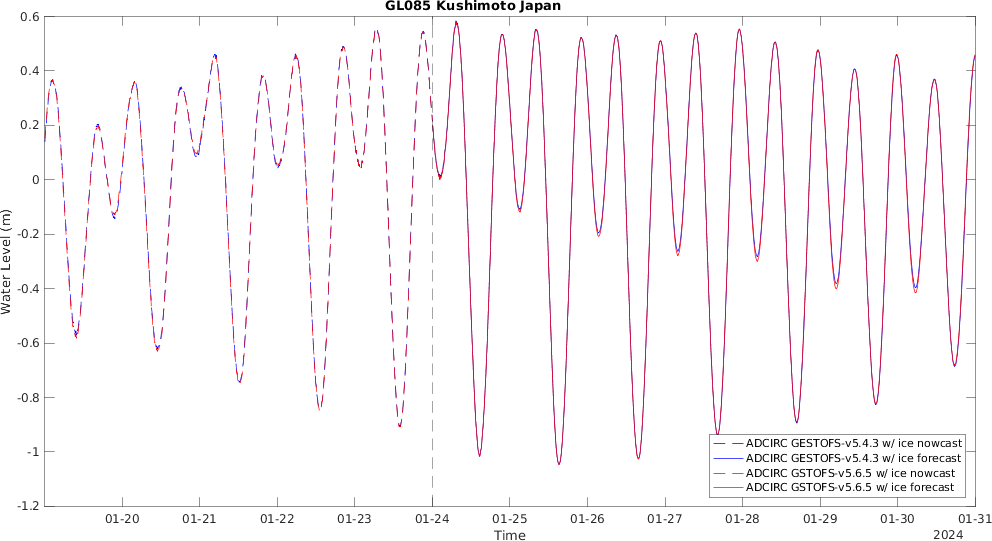 GL085 Kushimoto Japan
0.6
0.4
0.2
0
-0.2
-0.4
-0.6
-0.8
-1
-1.2
Water Level (m)
ADCIRC GESTOFS-v5.4.3 w/ ice nowcast
ADCIRC GESTOFS-v5.4.3 w/ ice forecast
ADCIRC GSTOFS-v5.6.5 w/ ice nowcast
ADCIRC GSTOFS-v5.6.5 w/ ice forecast
01-20 01-21 01-22 01-23 01-24 01-25 01-26 01-27 01-28 01-29 01-30 01-31
Time
2024